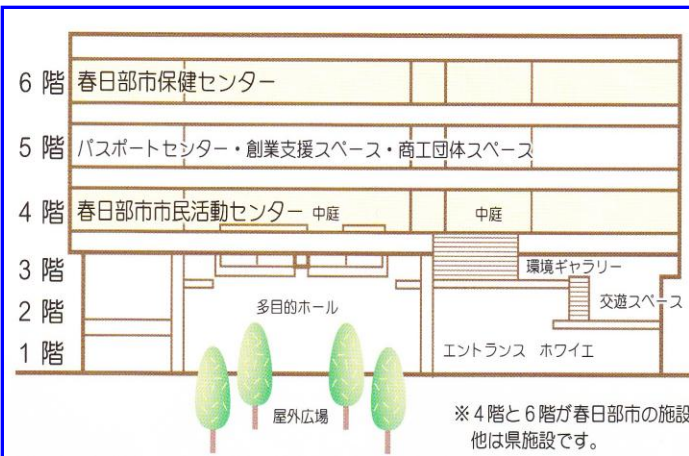 6 階 春日部市保健センター
5 階 パスポートセンター・創業支援スペース・商工団体スペース
4 階 春日部市市民活動センター 中庭 中庭
3 階 環境ギャラリー
2 階 多目的ホール 交遊スペース
1 階 エントランス ホワイエ
屋外広場
※４階と６階が春日部市の施設
他は県施設です。